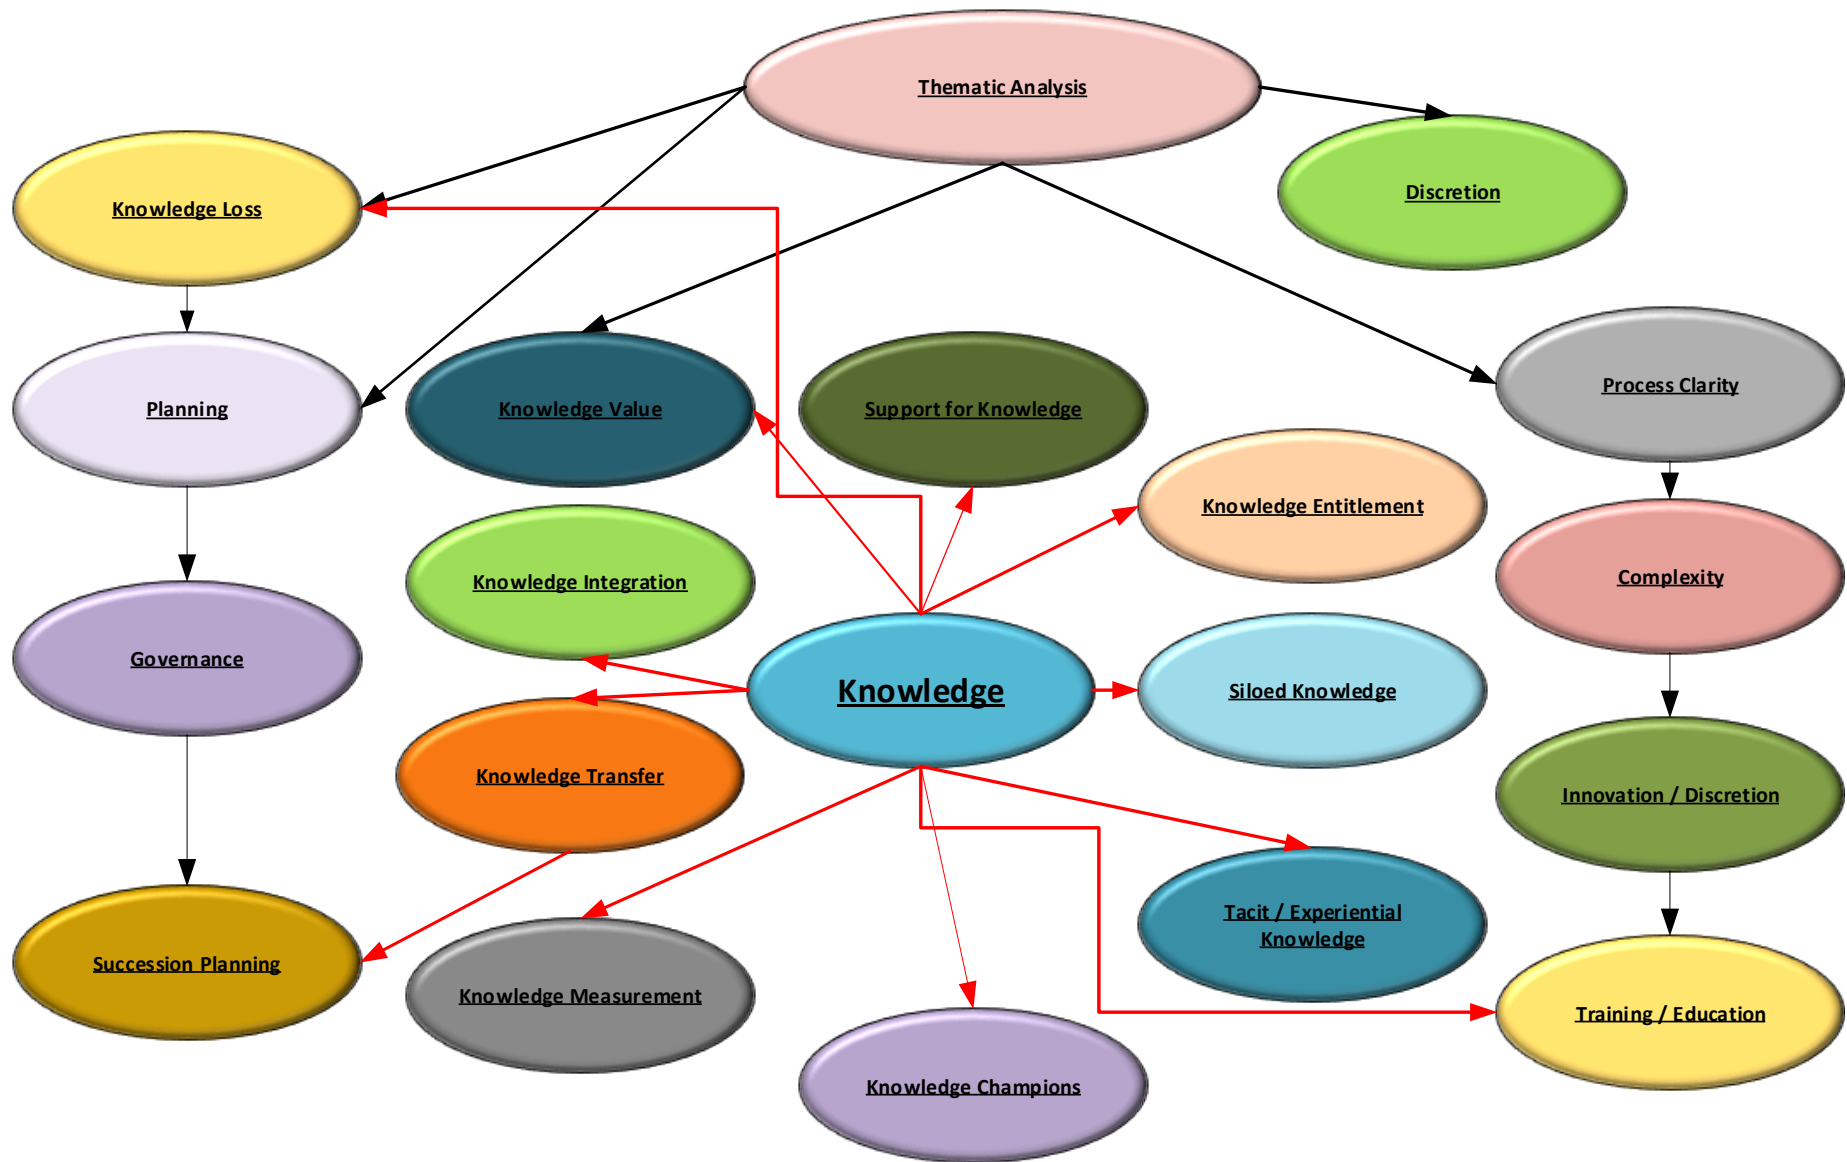 Thematic Analysis
Discretion
Knowledge Loss
Process Clarity
Planning
Knowledge Value
Support for Knowledge
Knowledge Entitlement
Complexity
Knowledge Integration
Governance
Knowledge
Siloed Knowledge
Knowledge Transfer
Innovation / Discretion
Tacit / Experiential
Knowledge
Succession Planning
Knowledge Measurement
Training / Education
Knowledge Champions